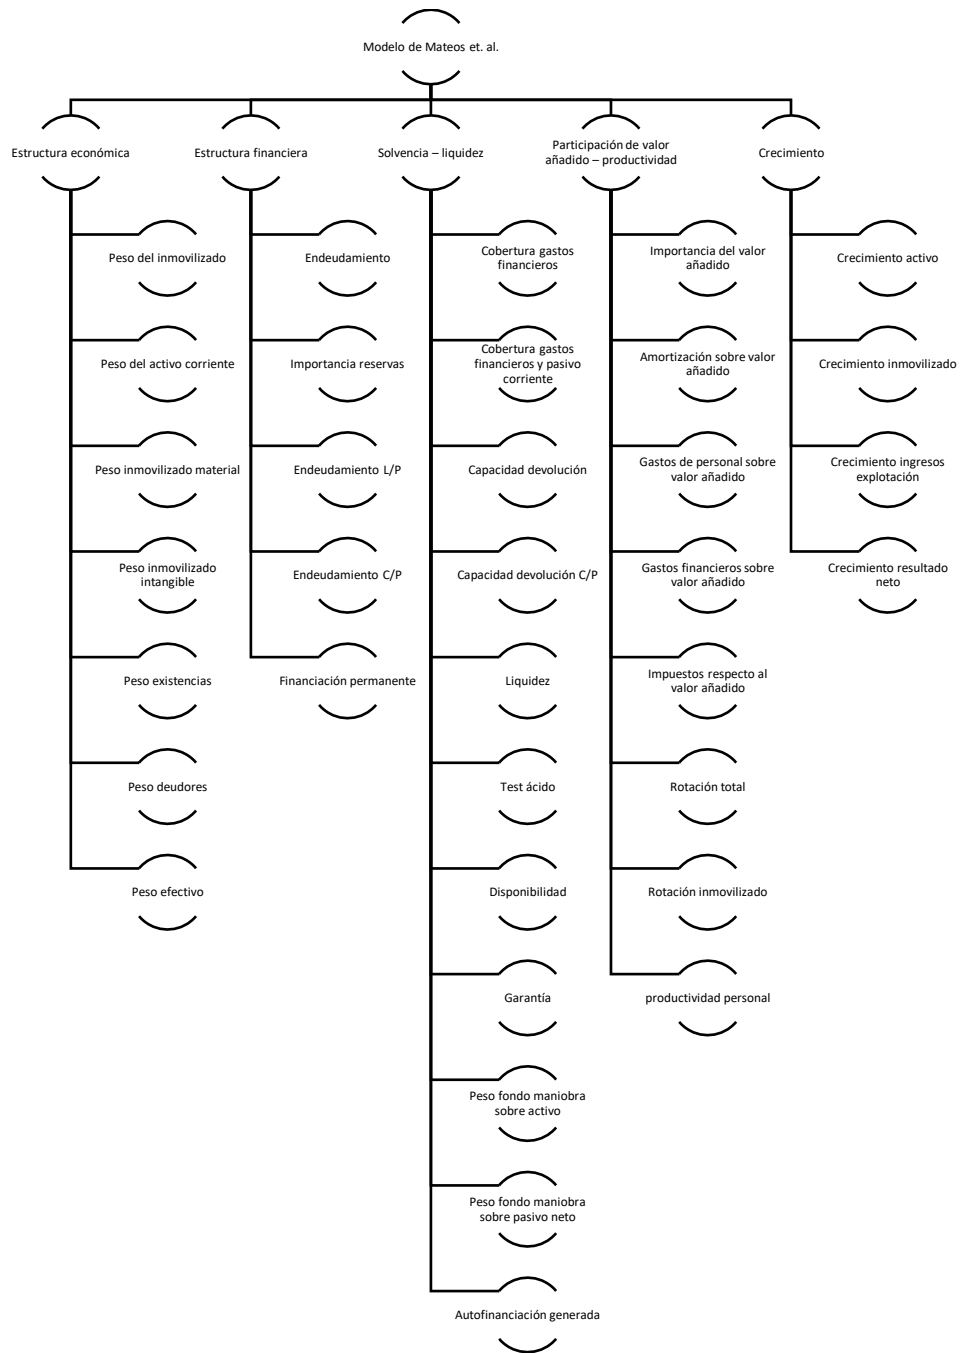 Modelo de Mateos et. al.
Estructura económica
Peso del inmovilizado
Peso del activo corriente
Peso inmovilizado material
Peso inmovilizado
intangible
Peso existencias
Peso deudores
Peso efectivo
Estructura financiera
Endeudamiento
Importancia reservas
Endeudamiento L/P
Endeudamiento C/P
Financiación permanente
Solvencia – liquidez
Cobertura gastos
financieros
Cobertura gastos
financieros y pasivo
corriente
Capacidad devolución
Capacidad devolución C/P
Liquidez
Test ácido
Disponibilidad
Garantía
Peso fondo maniobra
sobre activo
Peso fondo maniobra
sobre pasivo neto
Autofinanciación generada
Participación de valor
añadido – productividad
Importancia del valor
añadido
Amortización sobre valor
añadido
Gastos de personal sobre
valor añadido
Gastos financieros sobre
valor añadido
Impuestos respecto al
valor añadido
Rotación total
Rotación inmovilizado
productividad personal
Crecimiento
Crecimiento activo
Crecimiento inmovilizado
Crecimiento ingresos
explotación
Crecimiento resultado
neto